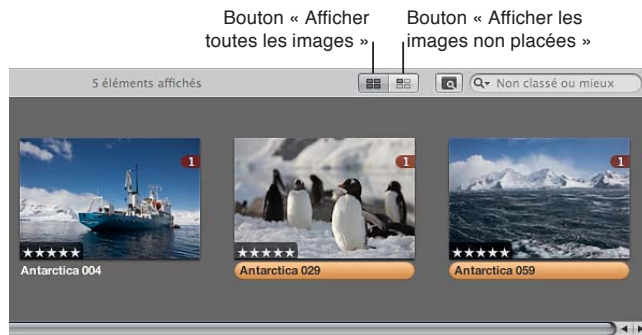 Bouton « Afficher
toutes les images »
Bouton « Afficher les
images non placées »
5 éléments affichés
Non classé ou mieux
1
1
1
★★★★★
★★★★★
★★★★★
Antarctica 004
Antarctica 029
Antarctica 059